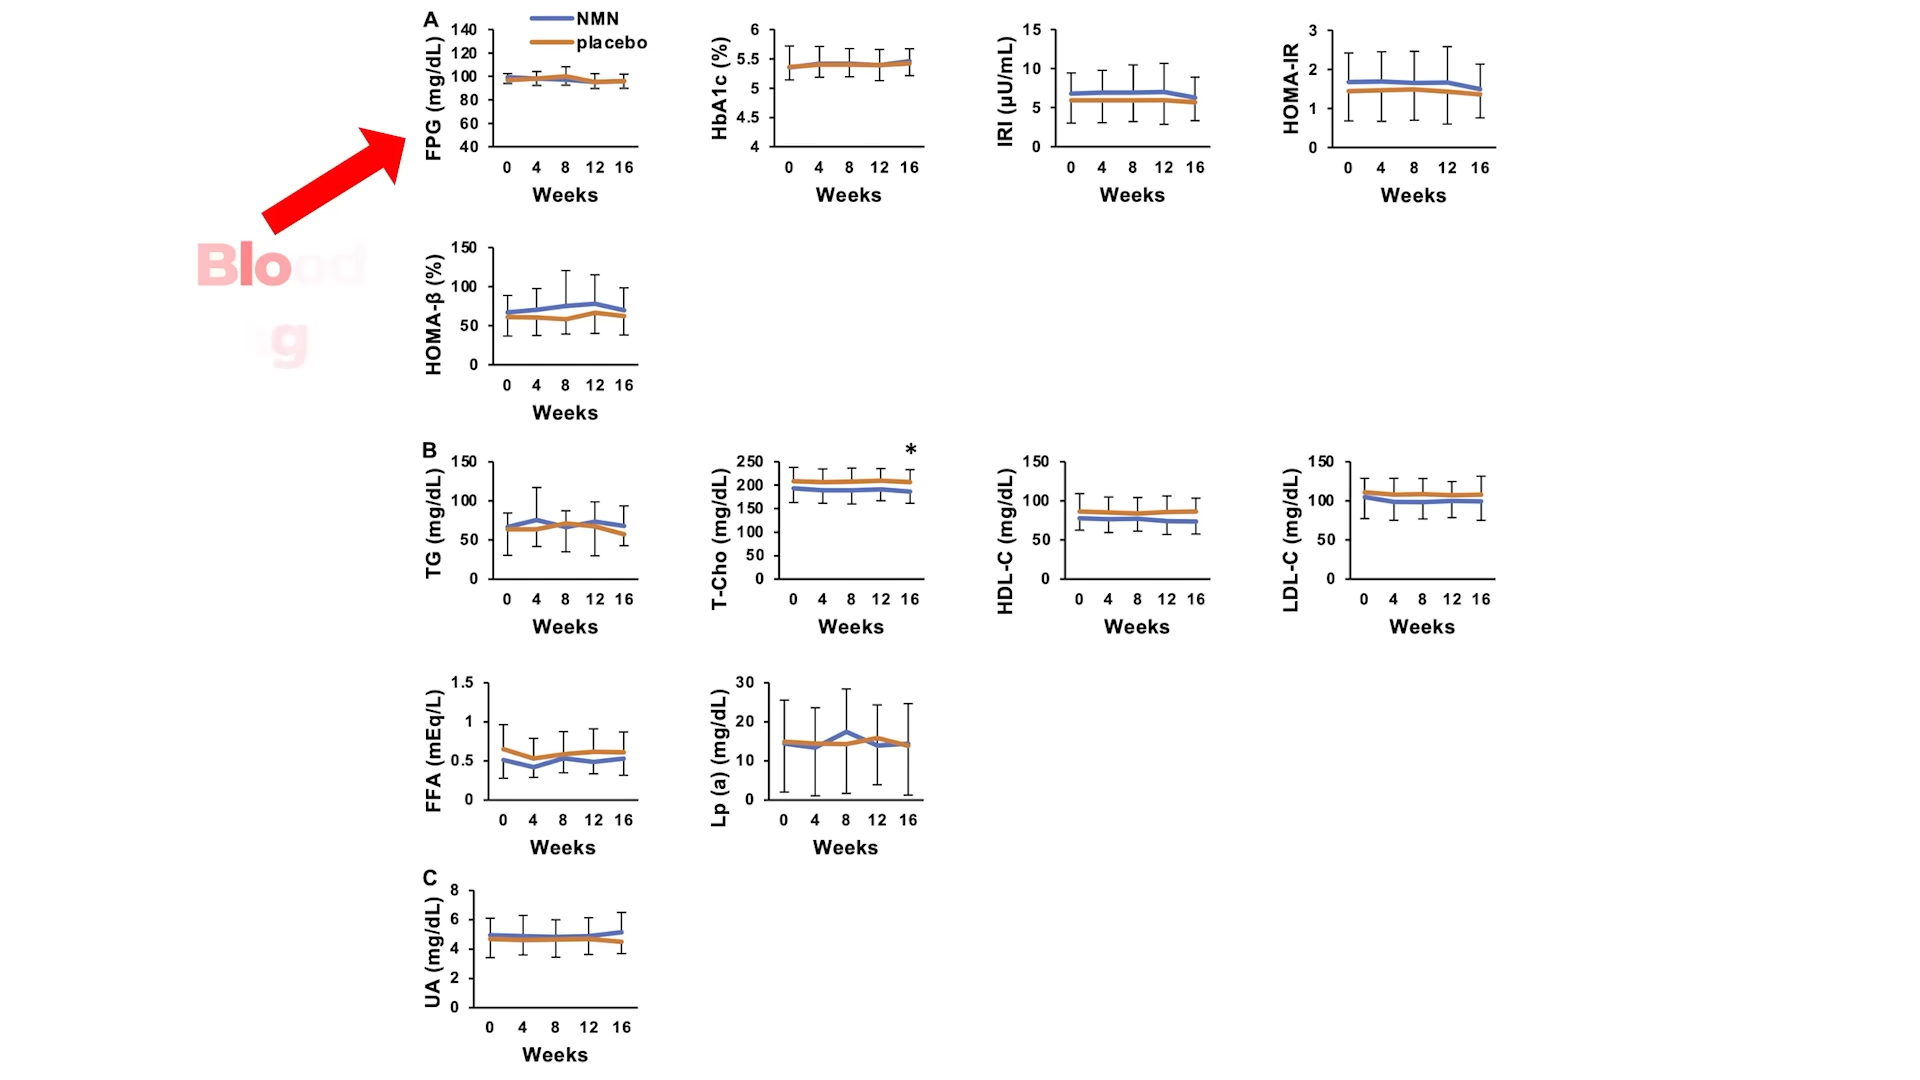 A
NMN
placebo
FPG (mg/dL)
140
120
100
80
60
40
0 4 8 12 16
Weeks
HbA1c (%)
6
5.5
5
4.5
4
0 4 8 12 16
Weeks
IRI (μU/mL)
15
10
5
0
0 4 8 12 16
Weeks
HOMA-IR
3
2
1
0
0 4 8 12 16
Weeks
Blood
g
HOMA-β (%)
150
100
50
0
0 4 8 12 16
Weeks
B
TG (mg/dL)
150
100
50
0
0 4 8 12 16
Weeks
*
T-Cho (mg/dL)
250
200
150
100
50
0
0 4 8 12 16
Weeks
HDL-C (mg/dL)
150
100
50
0
0 4 8 12 16
Weeks
LDL-C (mg/dL)
150
100
50
0
0 4 8 12 16
Weeks
FFA (mEq/L)
1.5
1
0.5
0
0 4 8 12 16
Weeks
Lp (a) (mg/dL)
30
20
10
0
0 4 8 12 16
Weeks
C
UA (mg/dL)
8
6
4
2
0
0 4 8 12 16
Weeks